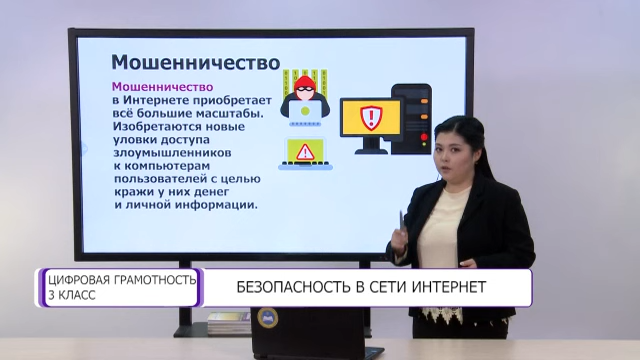 Мошенничество
Мошенничество
в Интернете приобретает
всё большие масштабы.
Изобретаются новые
уловки доступа
злоумышленников
к компьютерам
пользователей с целью
кражи у них денег
и личной информации.
ЦИФРОВАЯ ГРАМОТНОСТЬ
3 КЛАСС
БЕЗОПАСНОСТЬ В СЕТИ ИНТЕРНЕТ